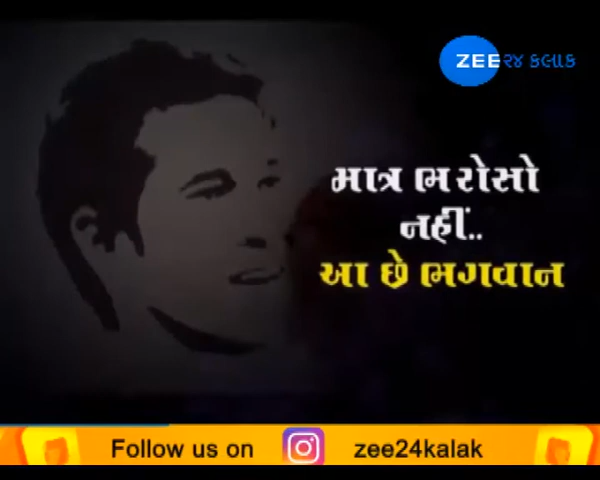 ZEE ૨૪ કલાક
માત્ર ભરોસો
નહીં..
આ છે ભગવાન
Follow us on zee24kalak